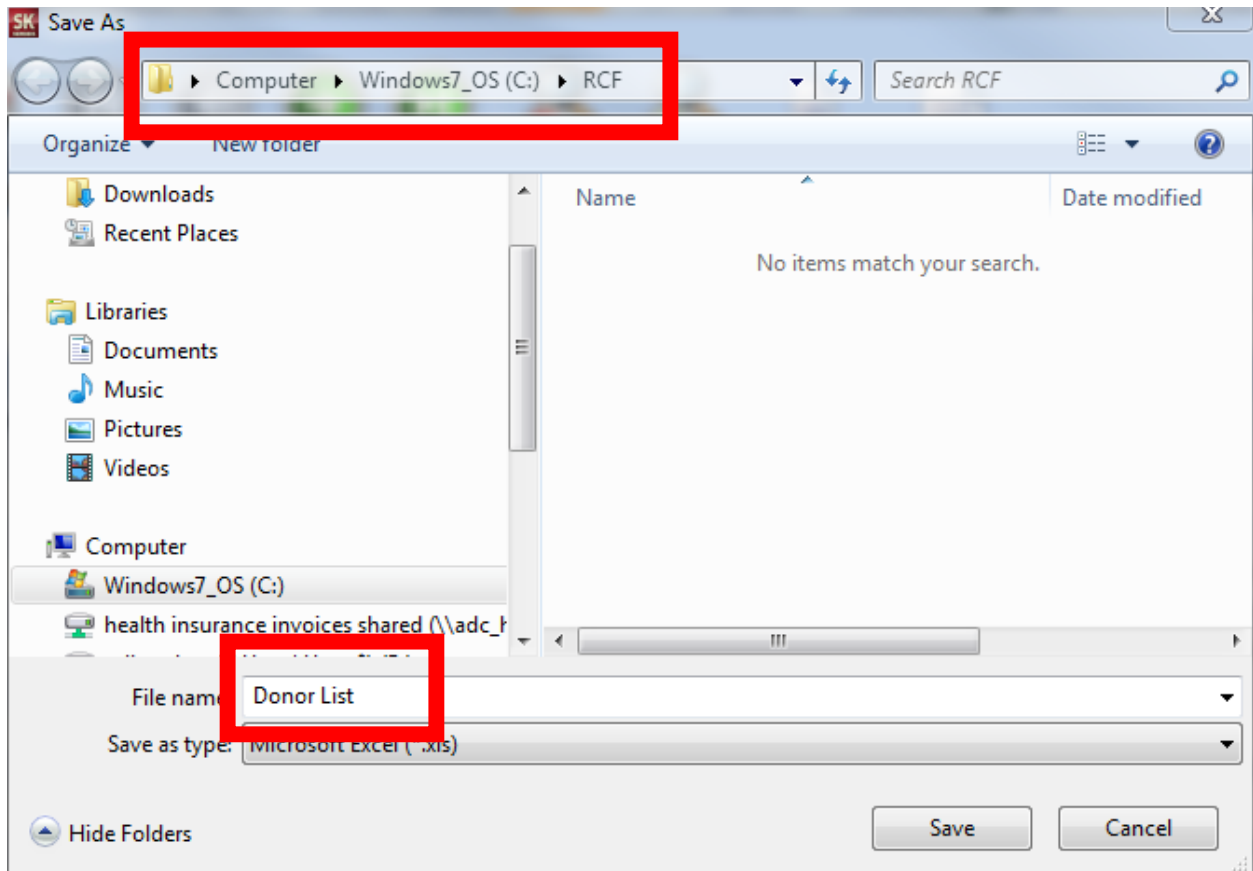 SK Save As
Computer Windows7_OS (C:) RCF Search RCF
Organize New folder
Name Date modified
Downloads
Recent Places
No items match your search.
Libraries
Documents
Music
Pictures
Videos
Computer
Windows7_OS (C:)
health insurance invoices shared (\\adc_h
File name Donor List
Save as type: Microsoft Excel (*.xls)
Hide Folders Save Cancel